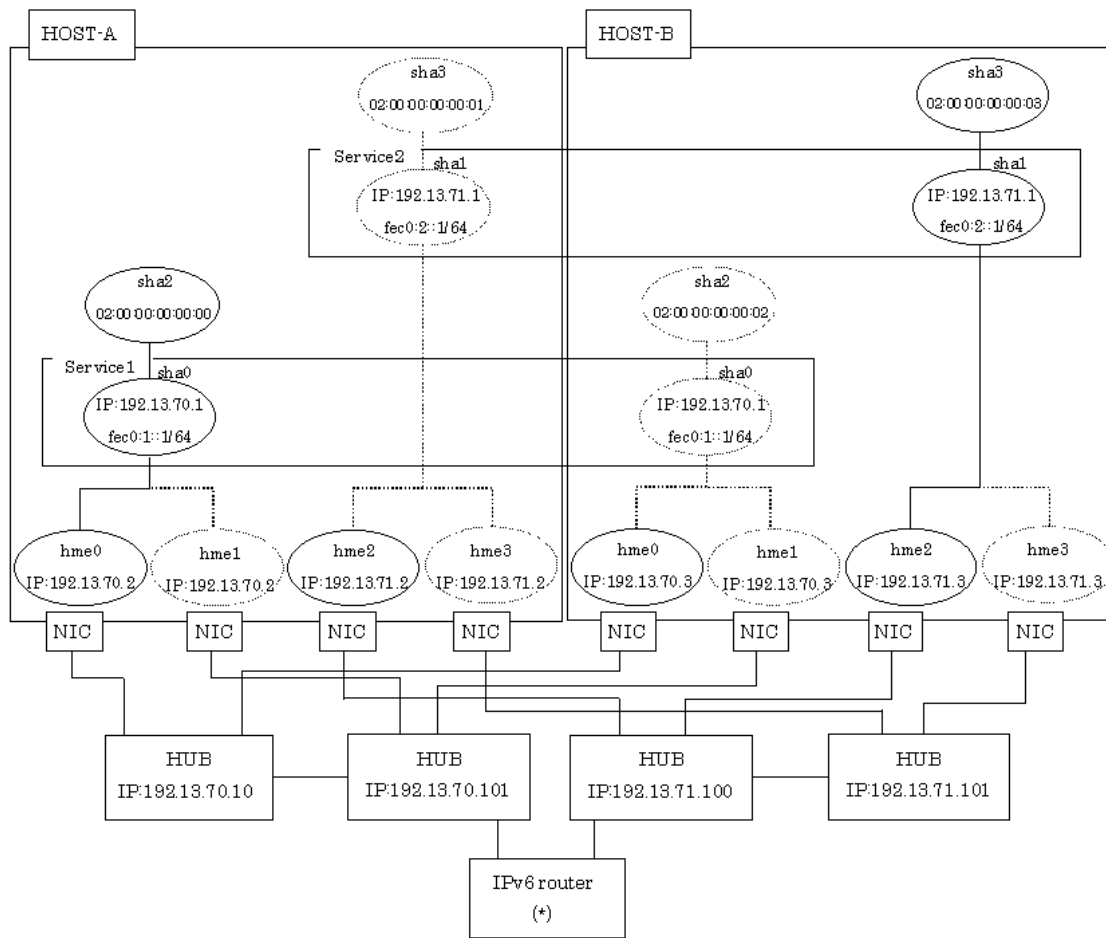 HOST-A
HOST-B
sha3
02:00:00:00:00:01
sha3
02:00:00:00:00:03
Service2
sha1
IP:192.13.71.1
fec0:2::1/64
sha1
IP:192.13.71.1
fec0:2::1/64
sha2
02:00:00:00:00:00
sha2
02:00:00:00:00:02
Service1
sha0
IP:192.13.70.1
fec0:1::1/64
sha0
IP:192.13.70.1
fec0:1::1/64
hme0
IP:192.13.70.2
hme1
IP:192.13.70.2
hme2
IP:192.13.71.2
hme3
IP:192.13.71.2
hme0
IP:192.13.70.3
hme1
IP:192.13.70.3
hme2
IP:192.13.71.3
hme3
IP:192.13.71.3
NIC
NIC
NIC
NIC
NIC
NIC
NIC
NIC
HUB
IP:192.13.70.10
HUB
IP:192.13.70.101
HUB
IP:192.13.71.100
HUB
IP:192.13.71.101
IPv6 router
(*)